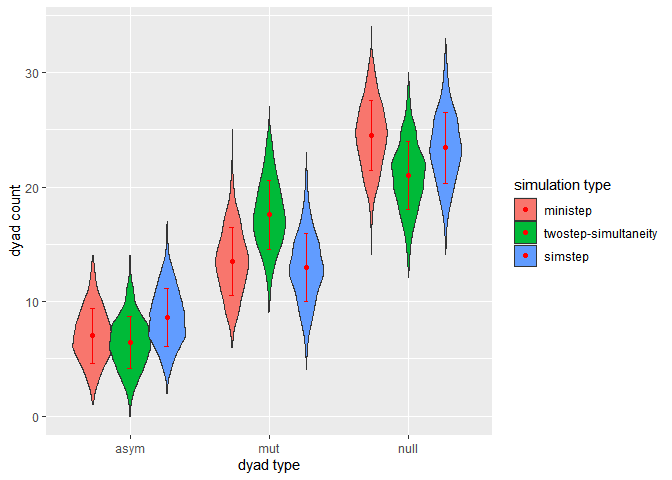 30
20
10
0
dyad count
asym
mut
null
dyad type
simulation type
ministep
twostep-simultaneity
simstep